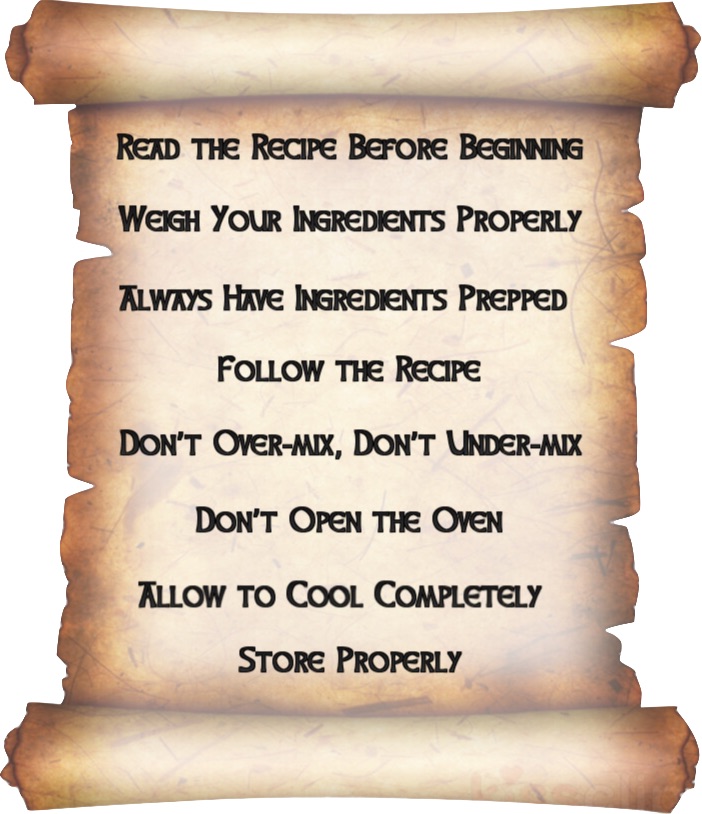 Read the Recipe Before Beginning
Weigh Your Ingredients Properly
Always Have Ingredients Prepped
Follow the Recipe
Don't Over-mix, Don't Under-mix
Don't Open the Oven
Allow to Cool Completely
Store Properly